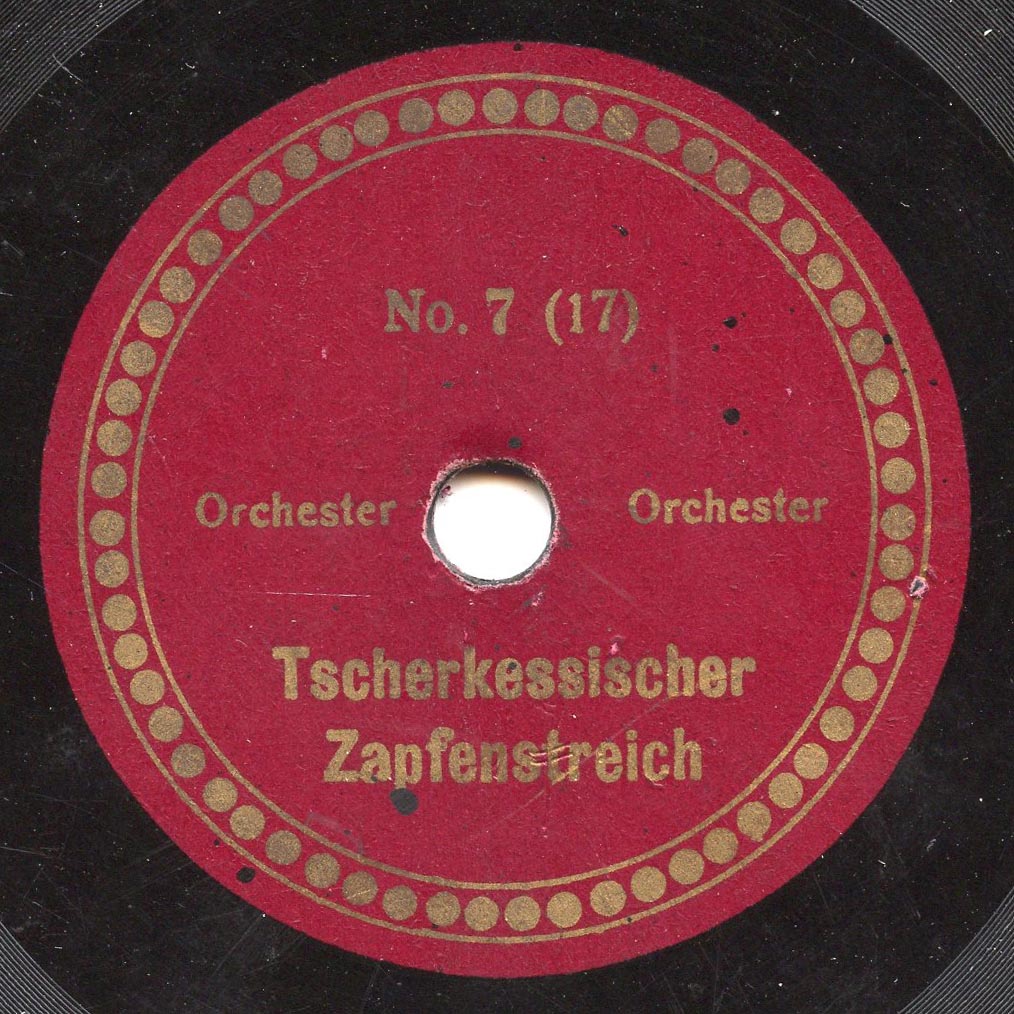 No. 7 (17)
Orchester Orchester
Tscherkessischer
Zapfenstreich